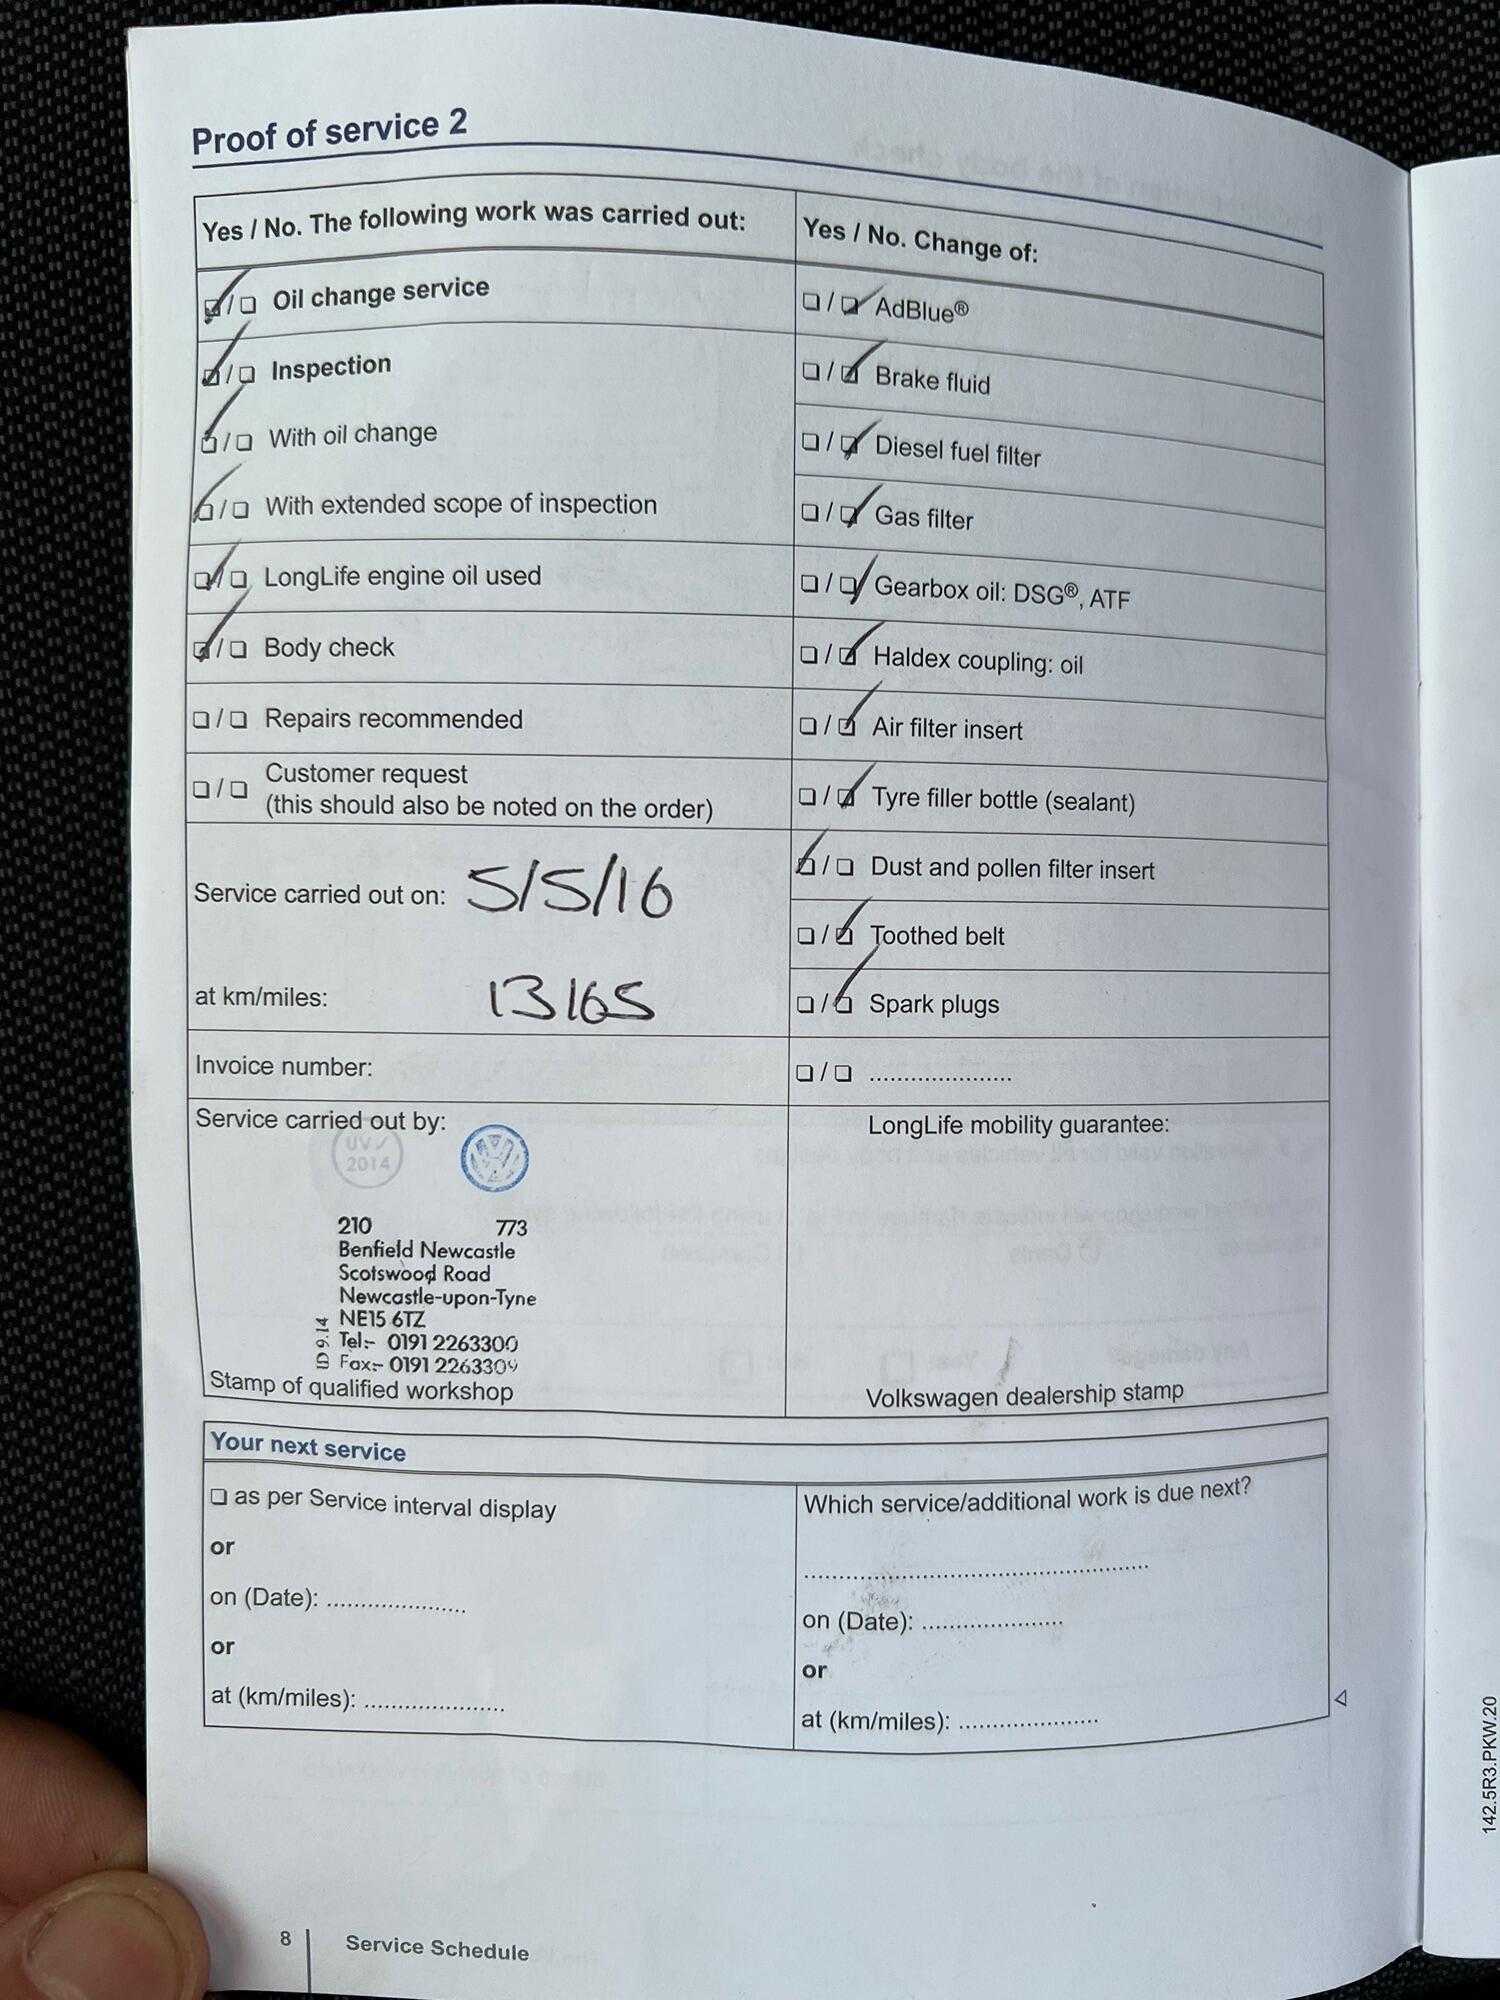 Proof of service 2
Yes / No. The following work was carried out:
❑ / ❑ Oil change service
❑ / ❑ Inspection
❑ / ❑ With oil change
❑ / ❑ With extended scope of inspection
❑ / ❑ LongLife engine oil used
❑ / ❑ Body check
❑ / ❑ Repairs recommended
❑ / ❑ Customer request
(this should also be noted on the order)
Service carried out on: 5/5/16
at km/miles: 13165
Invoice number:
Service carried out by:
UV✓
2014
210 773
Benfield Newcastle
Scotswood Road
Newcastle-upon-Tyne
NE15 6TZ
Tel:- 0191 2263300
Fax:- 0191 2263309
ID 9.14
Stamp of qualified workshop
Yes / No. Change of:
❑ / ❑ AdBlue®
❑ / ❑ Brake fluid
❑ / ❑ Diesel fuel filter
❑ / ❑ Gas filter
❑ / ❑ Gearbox oil: DSG®, ATF
❑ / ❑ Haldex coupling: oil
❑ / ❑ Air filter insert
❑ / ❑ Tyre filler bottle (sealant)
❑ / ❑ Dust and pollen filter insert
❑ / ❑ Toothed belt
❑ / ❑ Spark plugs
❑ / ❑ .....................
LongLife mobility guarantee:
Volkswagen dealership stamp
Your next service
❑ as per Service interval display
or
on (Date): .....................
or
at (km/miles): .....................
Which service/additional work is due next?
...................................................
on (Date): .....................
or
at (km/miles): .....................
8 Service Schedule
142.5R3.PKW.20